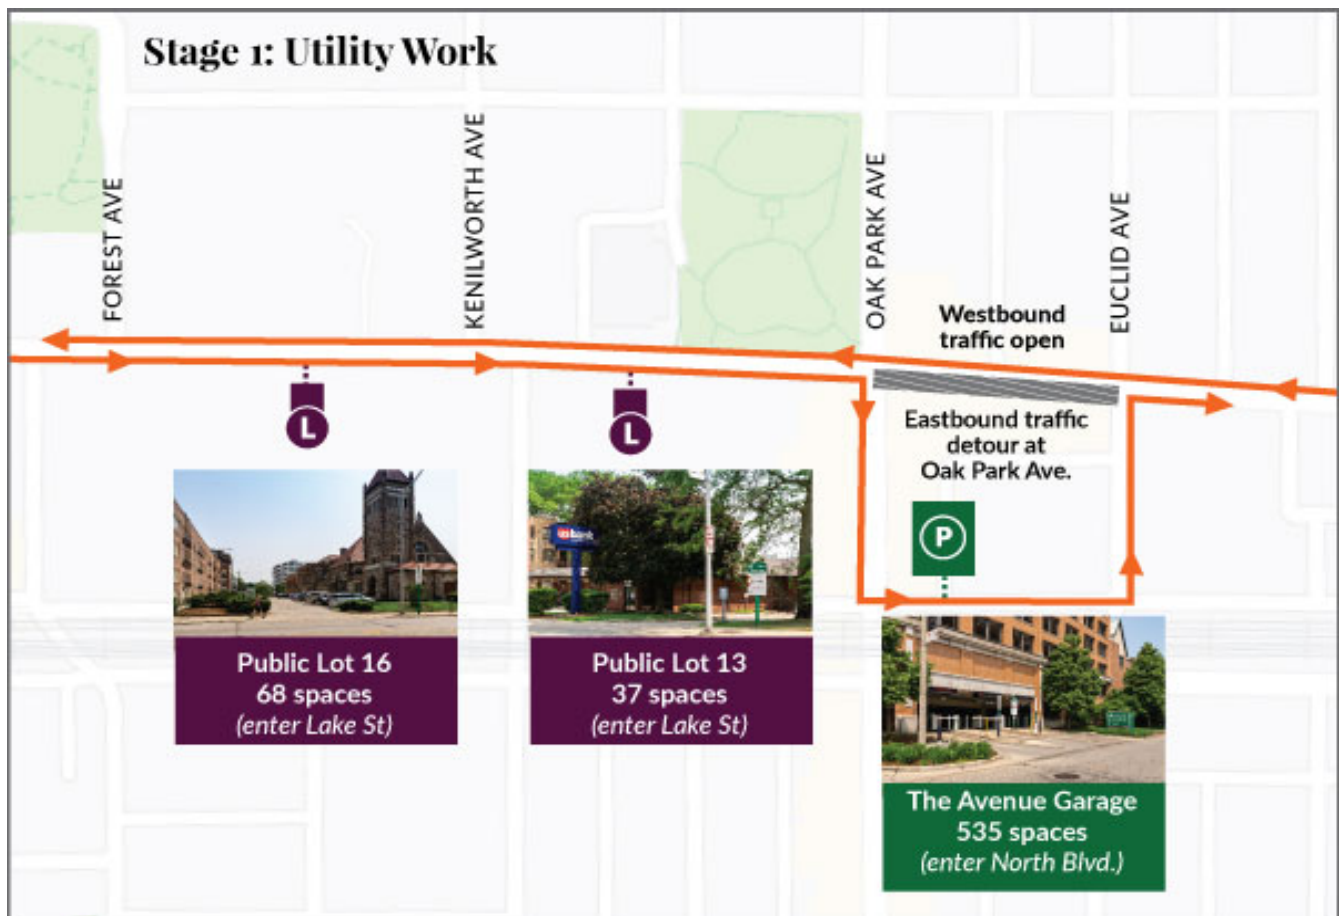 Stage 1: Utility Work
FOREST AVE
KENILWORTH AVE
OAK PARK AVE
EUCLID AVE
Westbound
traffic open
Eastbound traffic
detour at
Oak Park Ave.
L
L
P
usbank
Public Lot 16
68 spaces
(enter Lake St)
Public Lot 13
37 spaces
(enter Lake St)
The Avenue Garage
535 spaces
(enter North Blvd.)